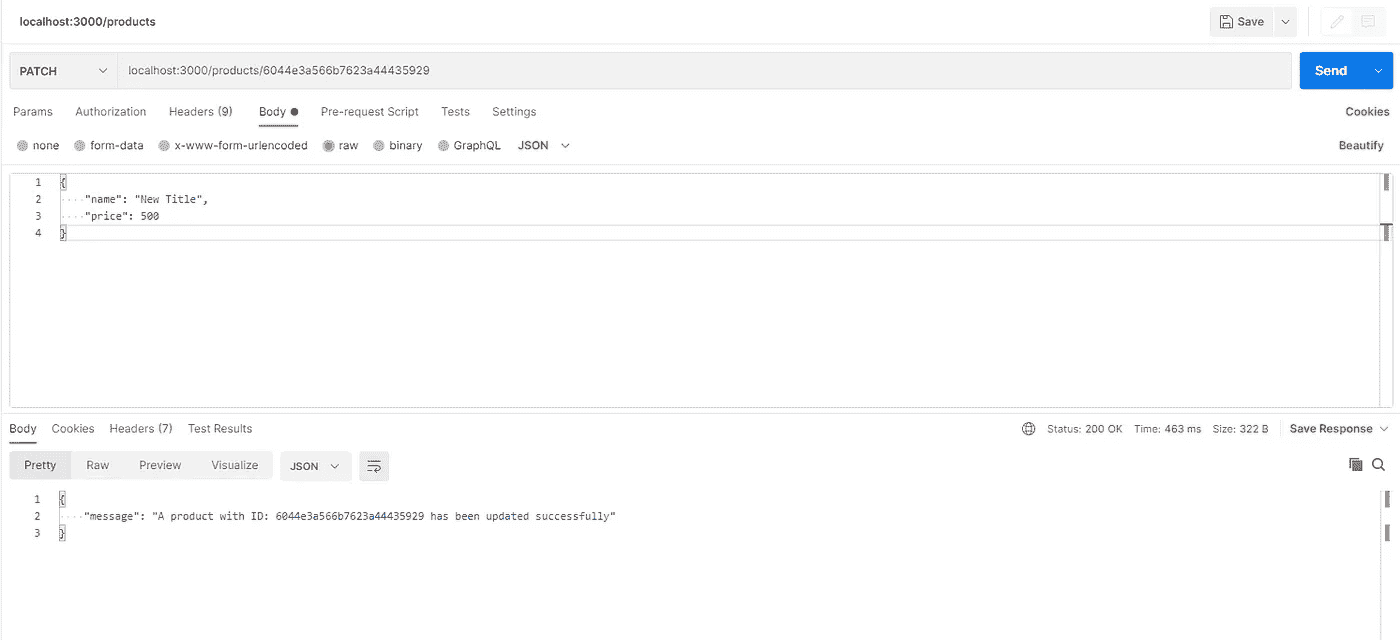 localhost:3000/products
Save
PATCH localhost:3000/products/6044e3a566b7623a44435929 Send
Params Authorization Headers (9) Body Pre-request Script Tests Settings Cookies
none form-data x-www-form-urlencoded raw binary GraphQL JSON Beautify
1 {
2 ····"name": "New Title",
3 ····"price": 500
4 }
Body Cookies Headers (7) Test Results Status: 200 OK Time: 463 ms Size: 322 B Save Response
Pretty Raw Preview Visualize JSON
1 {
2 ····"message": "A product with ID: 6044e3a566b7623a44435929 has been updated successfully"
3 }